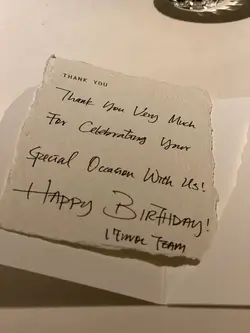 THANK YOU
Thank You Very Much
For Celebrating Your
Special Occasion With Us!
HAPPY BIRTHDAY!
TEAM